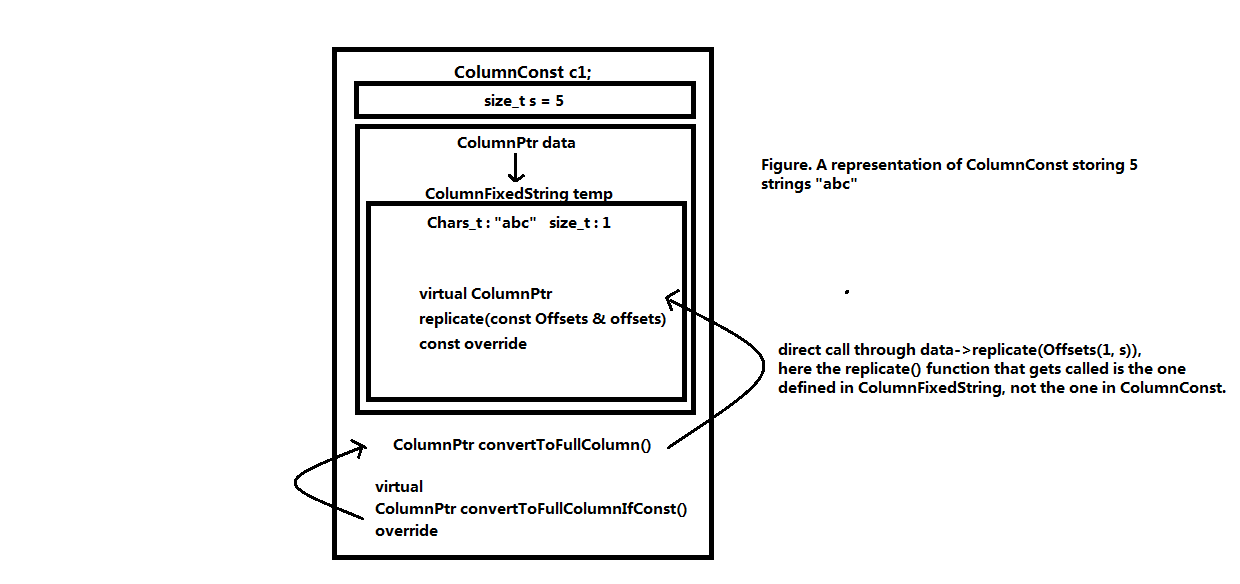 ColumnConst c1;
size_t s = 5
ColumnPtr data
ColumnFixedString temp
Chars_t : "abc"   size_t : 1
virtual ColumnPtr
replicate(const Offsets & offsets)
const override
ColumnPtr convertToFullColumn()
virtual
ColumnPtr convertToFullColumnIfConst()
override
Figure. A representation of ColumnConst storing 5
strings "abc"
direct call through data->replicate(Offsets(1, s)),
here the replicate() function that gets called is the one
defined in ColumnFixedString, not the one in ColumnConst.